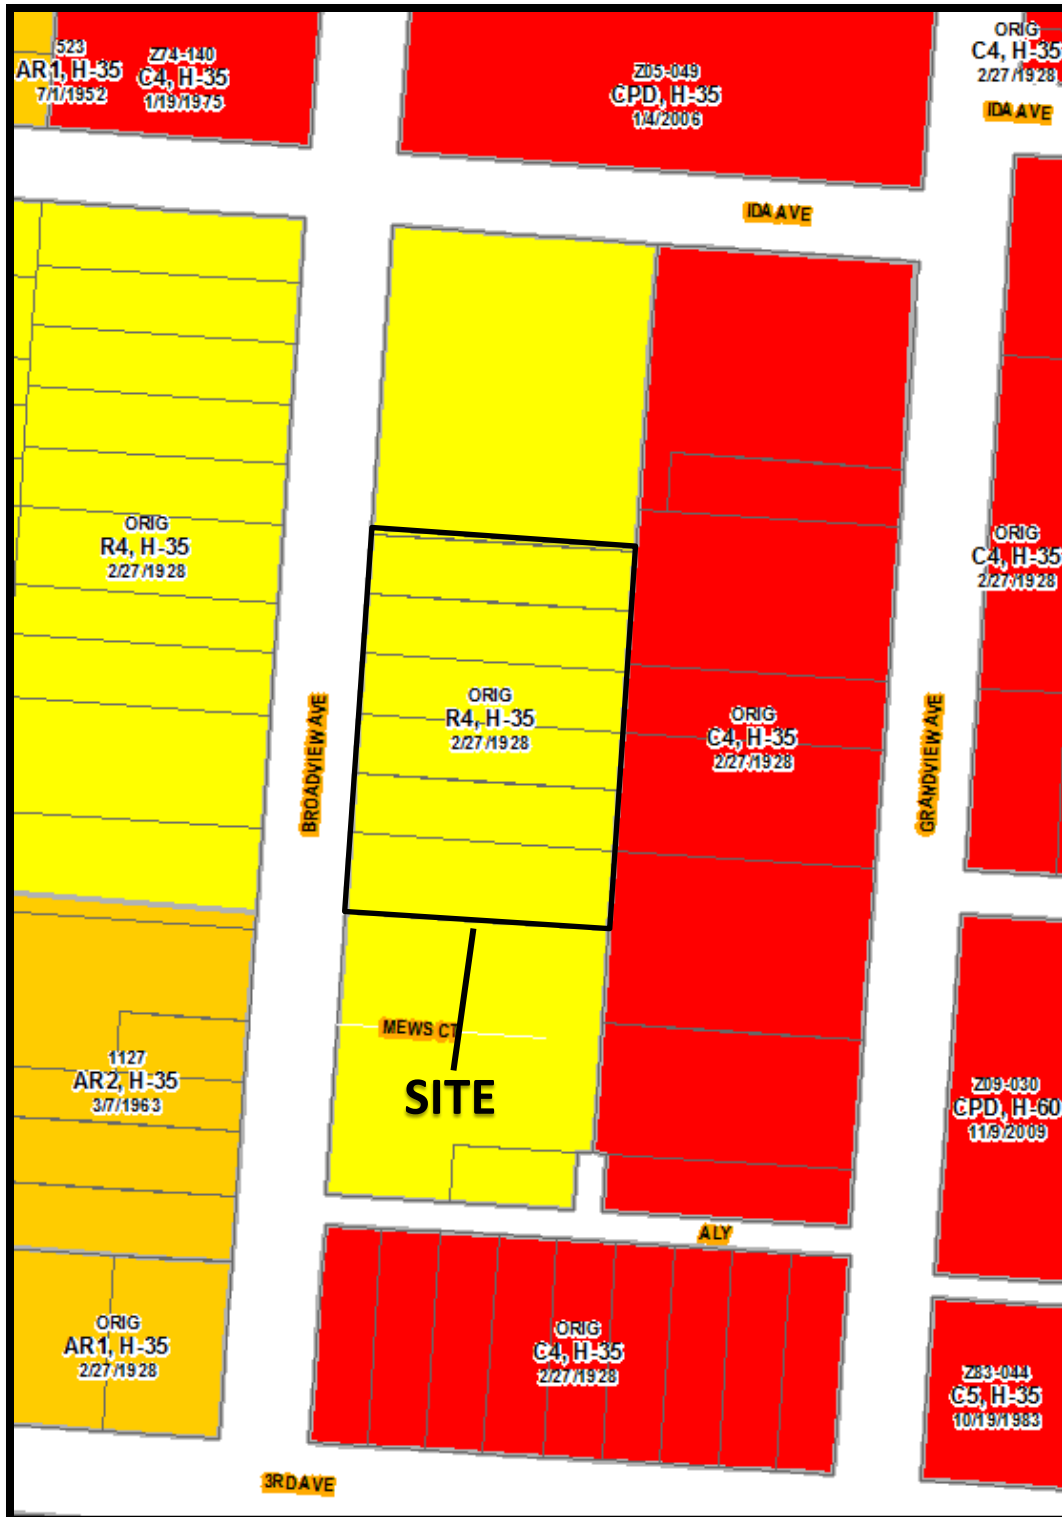 523
AR1, H-35
7/1/1952
Z74-140
C4, H-35
1/19/1975
Z05-049
CPD, H-35
1/4/2006
ORIG
C4, H-35
2/27/1928
IDA AVE
IDA AVE
ORIG
R4, H-35
2/27/1928
ORIG
C4, H-35
2/27/1928
BROADVIEW AVE
ORIG
R4, H-35
2/27/1928
ORIG
C4, H-35
2/27/1928
GRANDVIEW AVE
MEWS CT
SITE
1127
AR2, H-35
3/7/1963
Z09-030
CPD, H-60
11/9/2009
ALY
ORIG
AR1, H-35
2/27/1928
ORIG
C4, H-35
2/27/1928
Z83-044
C5, H-35
10/19/1983
3RD AVE